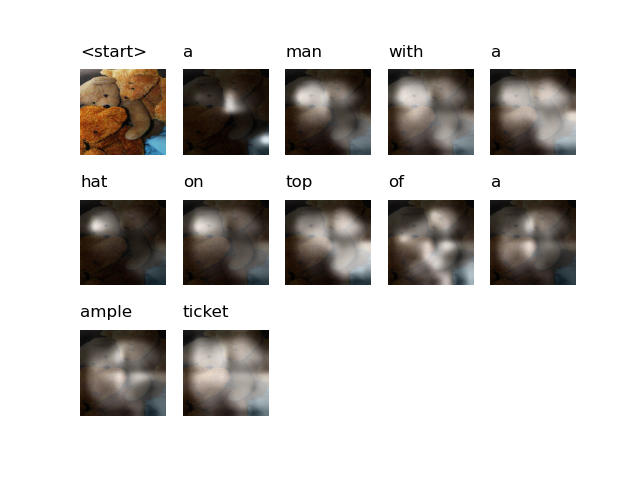 <start> a man with a
hat on top of a
ample ticket